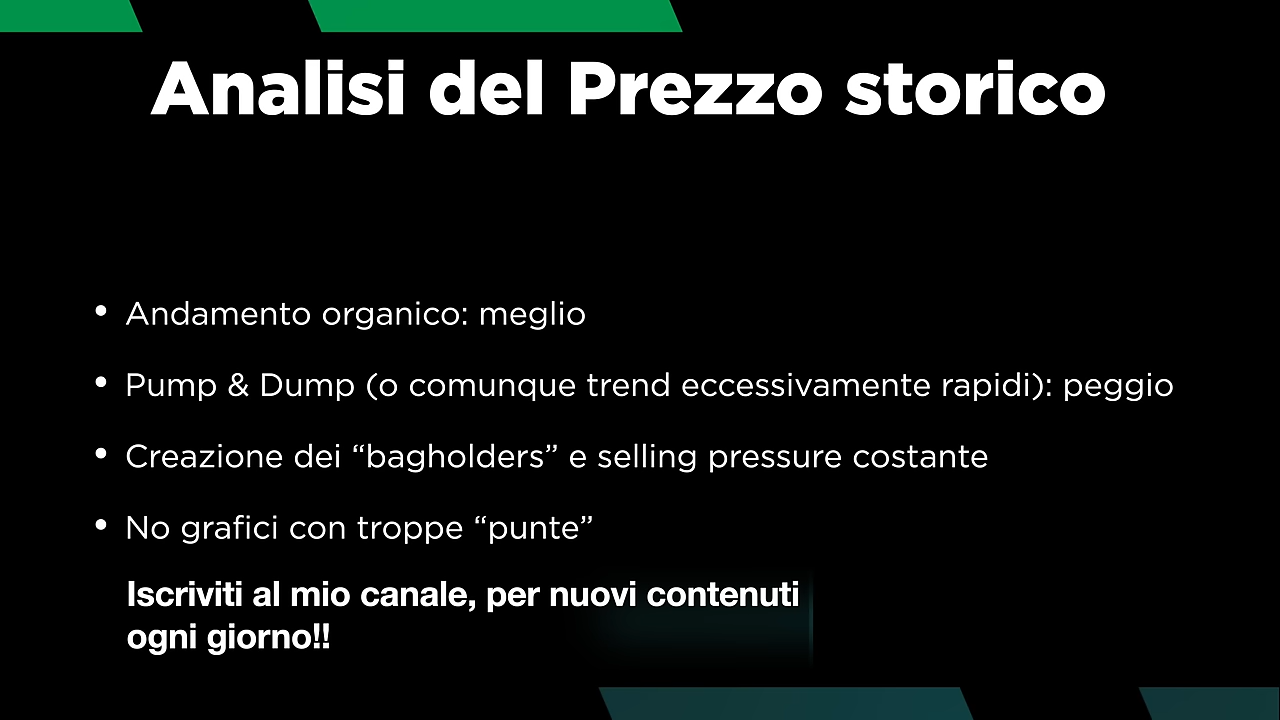 Analisi del Prezzo storico
• Andamento organico: meglio
• Pump & Dump (o comunque trend eccessivamente rapidi): peggio
• Creazione dei “bagholders” e selling pressure costante
• No grafici con troppe “punte”
Iscriviti al mio canale, per nuovi contenuti
ogni giorno!!